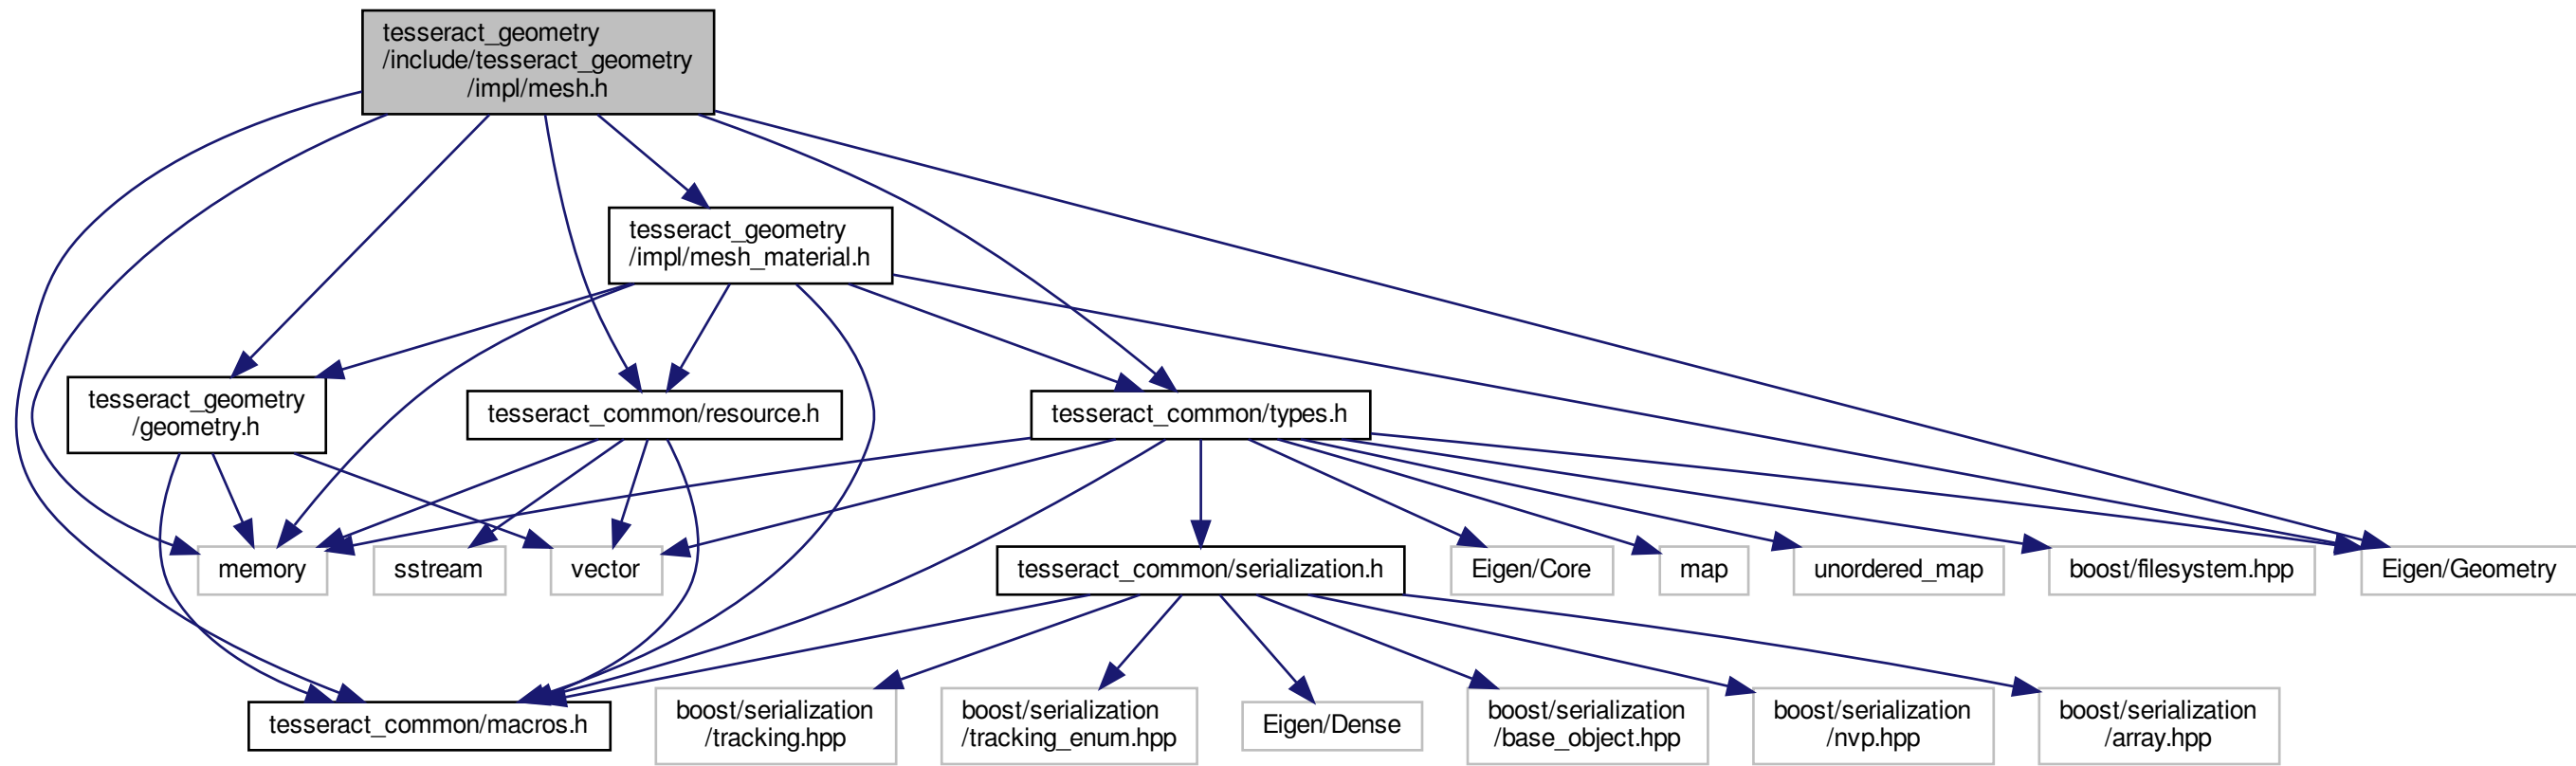 tesseract_geometry
/include/tesseract_geometry
/impl/mesh.h
tesseract_geometry
/impl/mesh_material.h
tesseract_geometry
/geometry.h
tesseract_common/resource.h
tesseract_common/types.h
memory
sstream
vector
tesseract_common/serialization.h
Eigen/Core
map
unordered_map
boost/filesystem.hpp
Eigen/Geometry
tesseract_common/macros.h
boost/serialization
/tracking.hpp
boost/serialization
/tracking_enum.hpp
Eigen/Dense
boost/serialization
/base_object.hpp
boost/serialization
/nvp.hpp
boost/serialization
/array.hpp